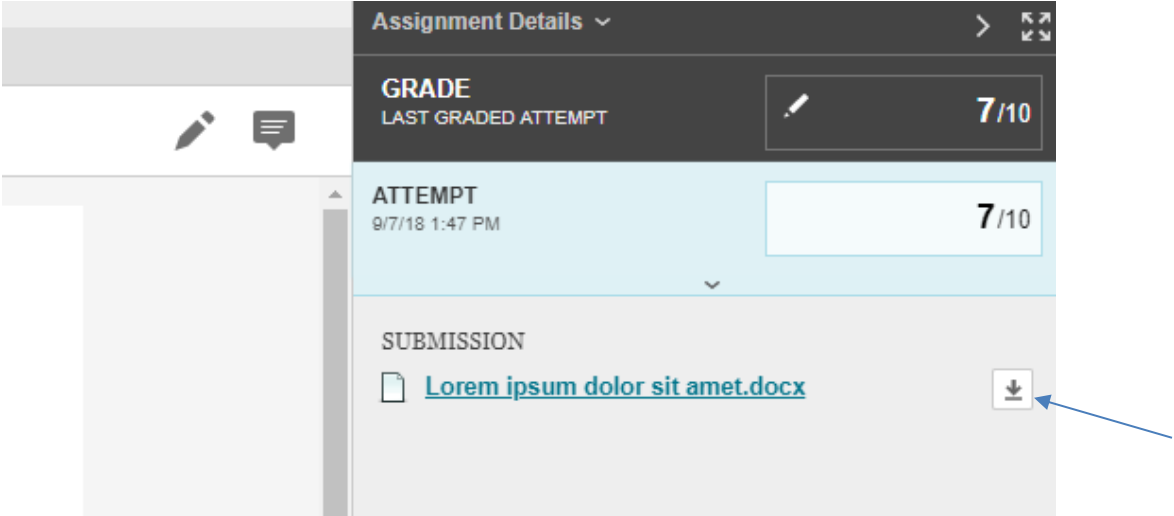 Assignment Details
GRADE
LAST GRADED ATTEMPT
7/10
ATTEMPT
9/7/18 1:47 PM
7/10
SUBMISSION
Lorem ipsum dolor sit amet.docx